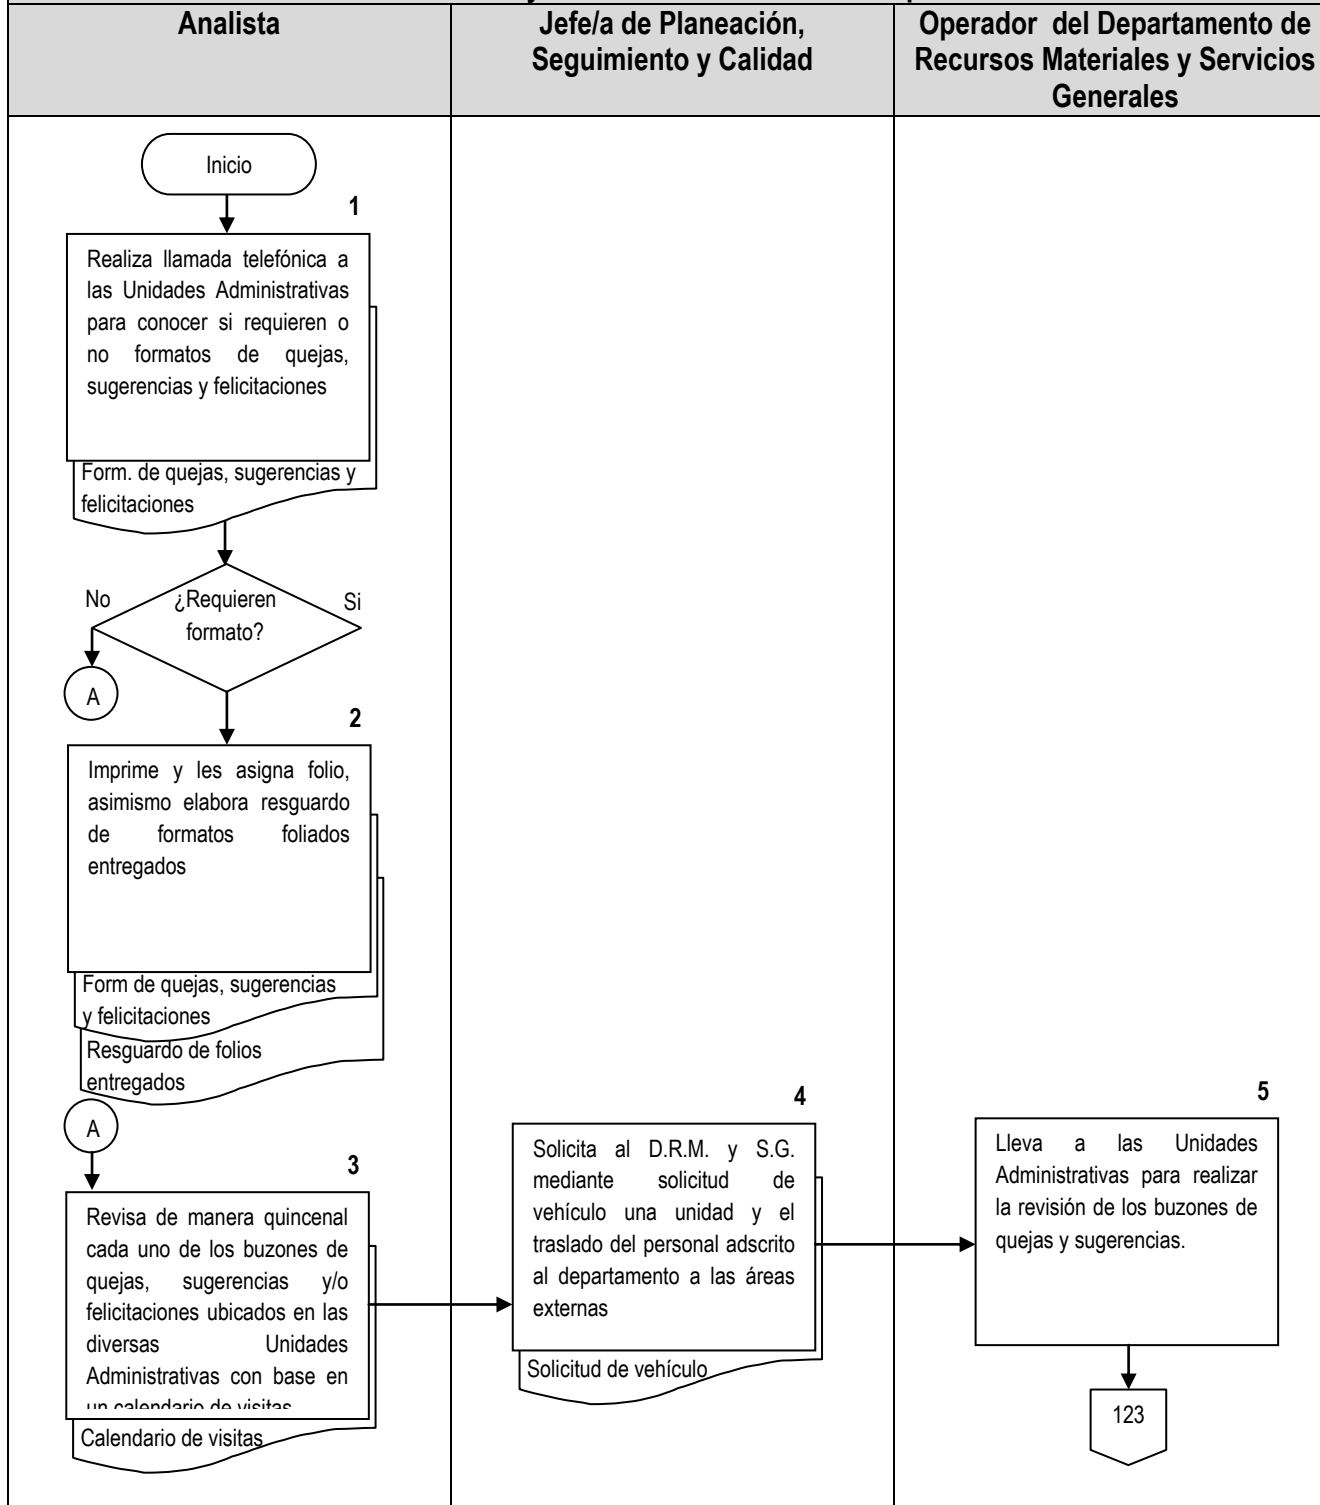 Analista
Jefe/a de Planeación,
Seguimiento y Calidad
Operador del Departamento de
Recursos Materiales y Servicios
Generales
Inicio
1
Realiza llamada telefónica a
las Unidades Administrativas
para conocer si requieren o
no formatos de quejas,
sugerencias y felicitaciones
Form. de quejas, sugerencias y
felicitaciones
No
¿Requieren
formato?
Si
A
2
Imprime y les asigna folio,
asimismo elabora resguardo
de formatos foliados
entregados
Form de quejas, sugerencias
y felicitaciones
Resguardo de folios
entregados
A
3
Revisa de manera quincenal
cada uno de los buzones de
quejas, sugerencias y/o
felicitaciones ubicados en las
diversas Unidades
Administrativas con base en
un calendario de visitas
Calendario de visitas
4
Solicita al D.R.M. y S.G.
mediante solicitud de
vehículo una unidad y el
traslado del personal adscrito
al departamento a las áreas
externas
Solicitud de vehículo
5
Lleva a las Unidades
Administrativas para realizar
la revisión de los buzones de
quejas y sugerencias.
123